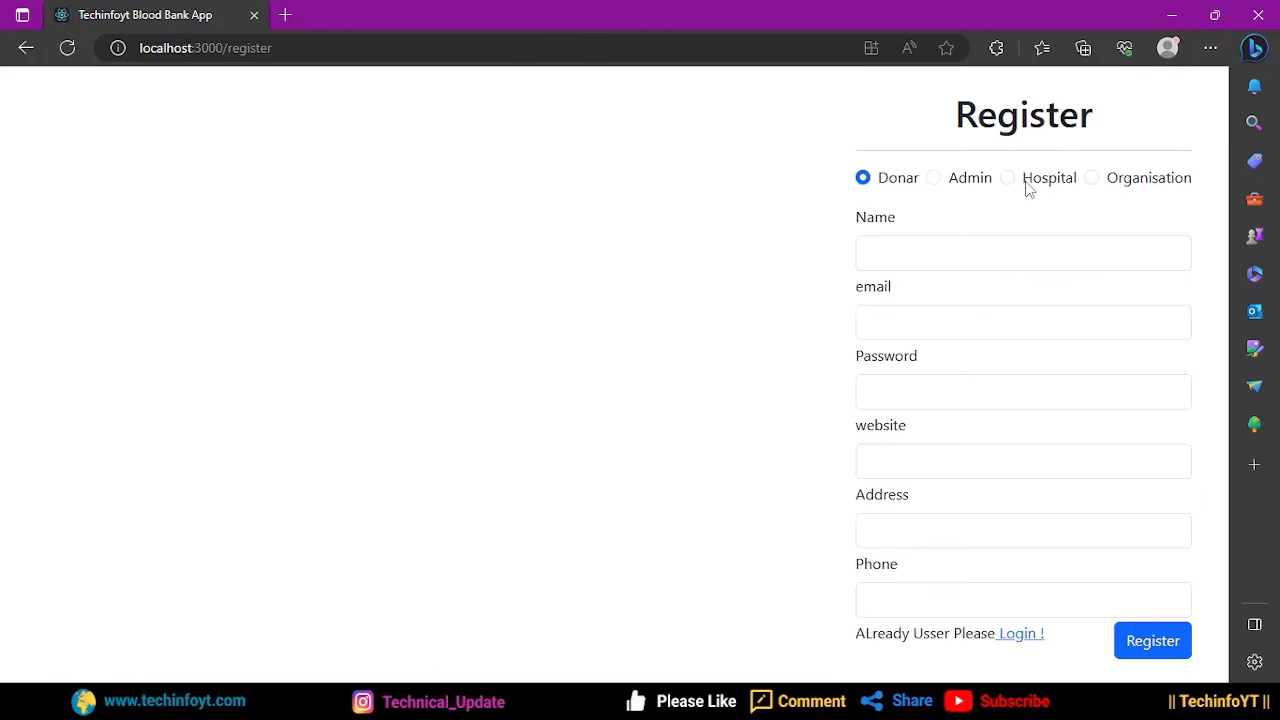 Techinfoyt Blood Bank App
localhost:3000/register
Register
Donar Admin Hospital Organisation
Name
email
Password
website
Address
Phone
ALready Usser Please Login !
Register
www.techinfoyt.com Technical_Update Please Like Comment Share Subscribe || TechinfoYT ||